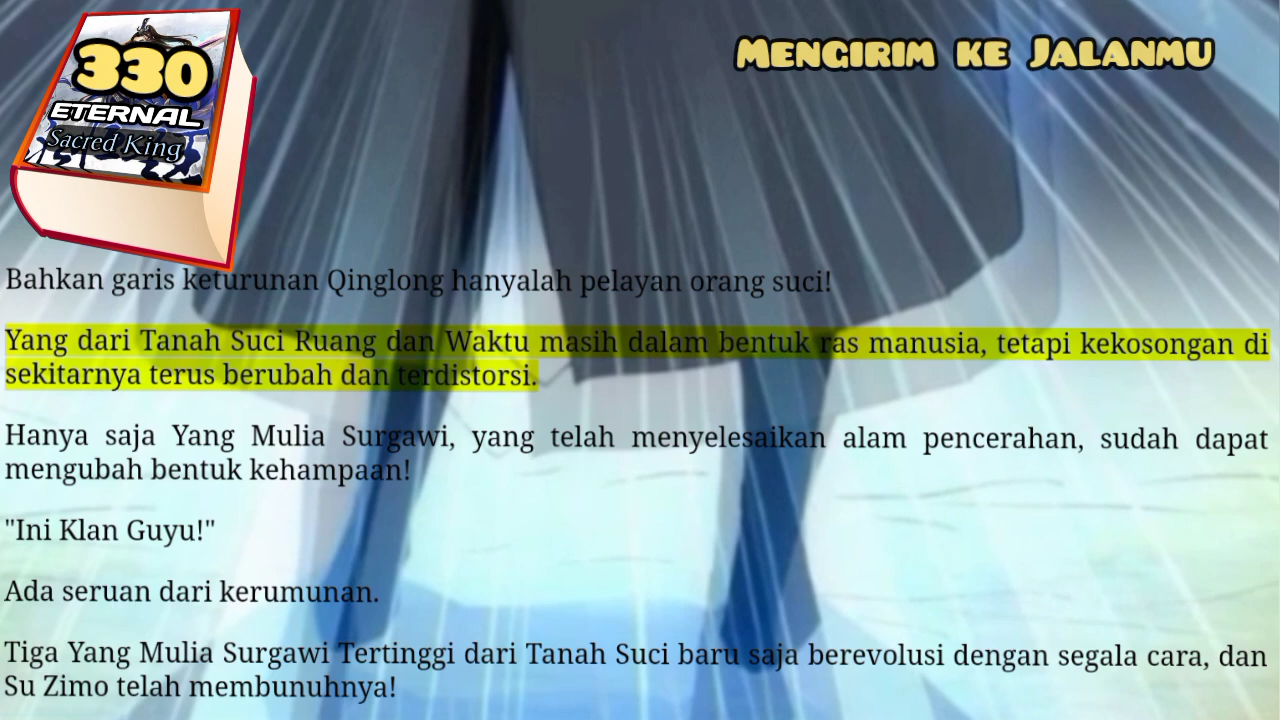 330
ETERNAL
Sacred King
MENGIRIM KE JALANMU
Bahkan garis keturunan Qinglong hanyalah pelayan orang suci!
Yang dari Tanah Suci Ruang dan Waktu masih dalam bentuk ras manusia, tetapi kekosongan di
sekitarnya terus berubah dan terdistorsi.
Hanya saja Yang Mulia Surgawi, yang telah menyelesaikan alam pencerahan, sudah dapat
mengubah bentuk kehampaan!
"Ini Klan Guyu!"
Ada seruan dari kerumunan.
Tiga Yang Mulia Surgawi Tertinggi dari Tanah Suci baru saja berevolusi dengan segala cara, dan
Su Zimo telah membunuhnya!